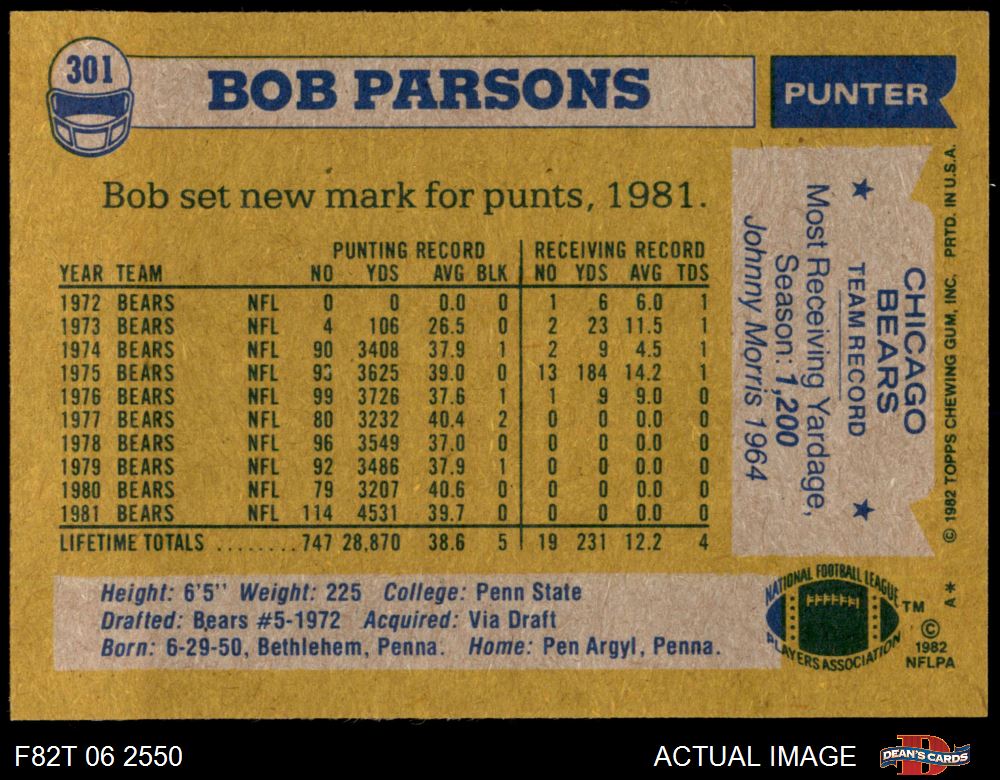 301
BOB PARSONS
PUNTER
Bob set new mark for punts, 1981.
PUNTING RECORD RECEIVING RECORD
YEAR TEAM NO YDS AVG BLK NO YDS AVG TDS
1972 BEARS NFL 0 0 0.0 0 1 6 6.0 1
1973 BEARS NFL 4 106 26.5 0 2 23 11.5 1
1974 BEARS NFL 90 3408 37.9 1 2 9 4.5 1
1975 BEARS NFL 93 3625 39.0 0 13 184 14.2 1
1976 BEARS NFL 99 3726 37.6 1 1 9 9.0 0
1977 BEARS NFL 80 3232 40.4 2 0 0 0.0 0
1978 BEARS NFL 96 3549 37.0 0 0 0 0.0 0
1979 BEARS NFL 92 3486 37.9 1 0 0 0.0 0
1980 BEARS NFL 79 3207 40.6 0 0 0 0.0 0
1981 BEARS NFL 114 4531 39.7 0 0 0 0.0 0
LIFETIME TOTALS ........ 747 28,870 38.6 5 19 231 12.2 4
Height: 6'5" Weight: 225 College: Penn State
Drafted: Bears #5-1972 Acquired: Via Draft
Born: 6-29-50, Bethlehem, Penna. Home: Pen Argyl, Penna.
CHICAGO
BEARS
★ TEAM RECORD ★
Most Receiving Yardage,
Season: 1,200
Johnny Morris 1964
© 1982 TOPPS CHEWING GUM, INC. PRTD. IN U.S.A.
A*
NATIONAL FOOTBALL LEAGUE
PLAYERS ASSOCIATION
TM
©
1982
NFLPA
F82T 06 2550
ACTUAL IMAGE
D
DEAN'S CARDS